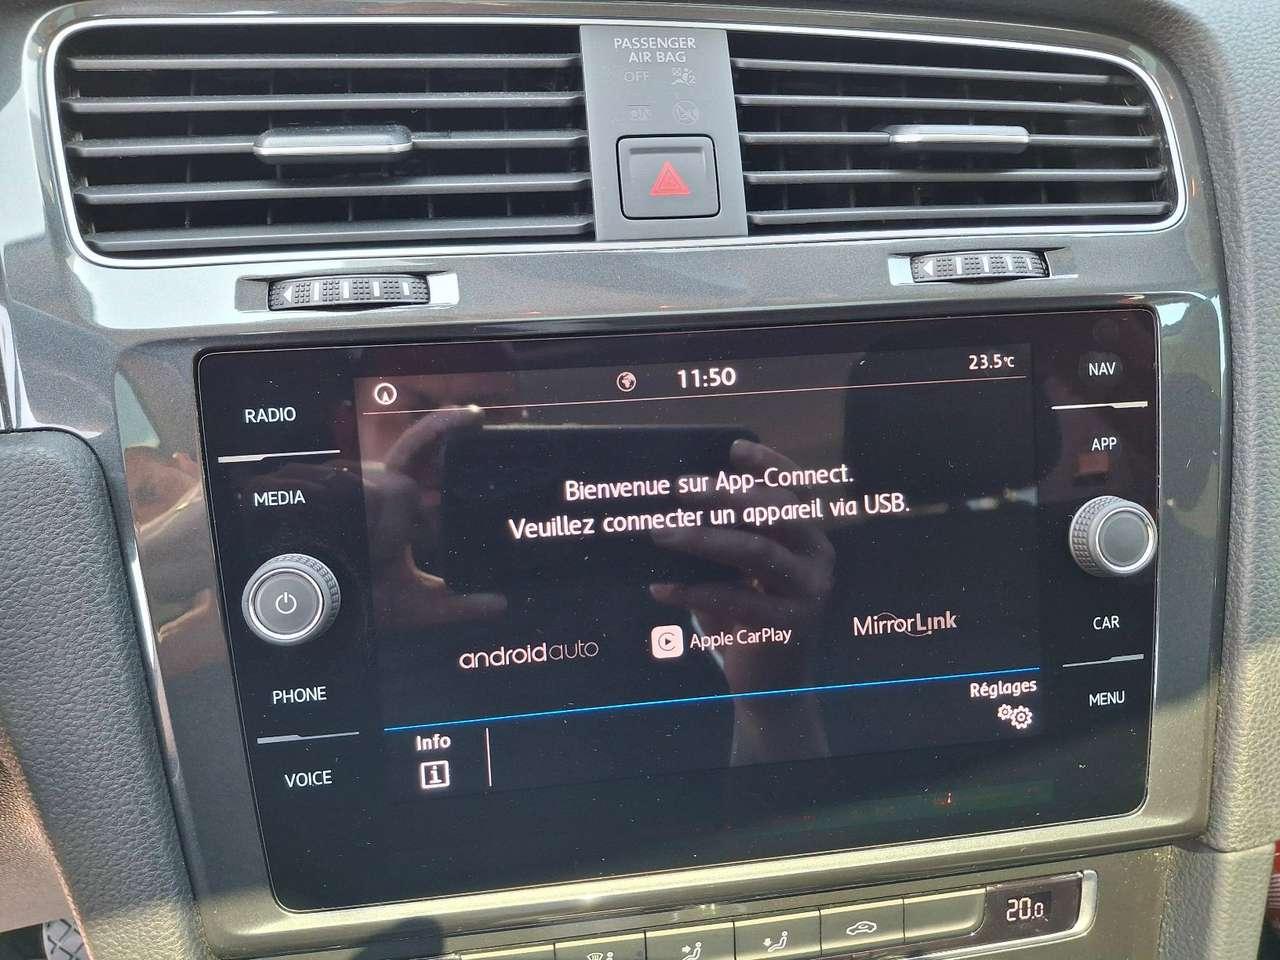 PASSENGER
AIR BAG
OFF
ON
RADIO
MEDIA
PHONE
VOICE
11:50
23.5°C
Bienvenue sur App-Connect.
Veuillez connecter un appareil via USB.
androidauto
Apple CarPlay
MirrorLink
Réglages
Info
i
NAV
APP
CAR
MENU
20.0